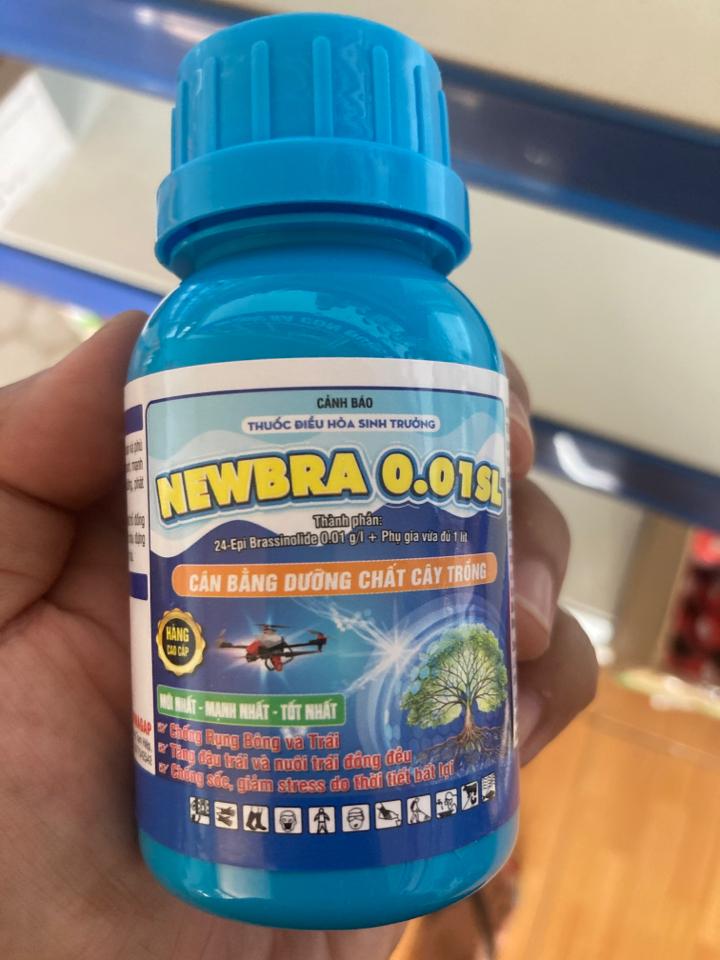 CẢNH BÁO
THUỐC ĐIỀU HÒA SINH TRƯỞNG
NEWBRA 0.01SL
Thành phần:
24-Epi Brassinolide 0.01 g/l + Phụ gia vừa đủ 1 lít
CÂN BẰNG DƯỠNG CHẤT CÂY TRỒNG
HÀNG
CAO CẤP
MỚI NHẤT - MẠNH NHẤT - TỐT NHẤT
Chống Rụng Bông và Trái
Tăng đậu trái và nuôi trái đồng đều
Chống sốc, giảm stress do thời tiết bất lợi